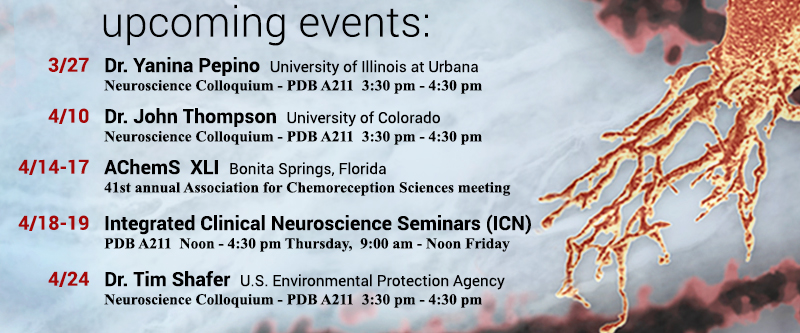 upcoming events:
3/27 Dr. Yanina Pepino University of Illinois at Urbana
Neuroscience Colloquium - PDB A211 3:30 pm - 4:30 pm
4/10 Dr. John Thompson University of Colorado
Neuroscience Colloquium - PDB A211 3:30 pm - 4:30 pm
4/14-17 AChemS XLI Bonita Springs, Florida
41st annual Association for Chemoreception Sciences meeting
4/18-19 Integrated Clinical Neuroscience Seminars (ICN)
PDB A211 Noon - 4:30 pm Thursday, 9:00 am - Noon Friday
4/24 Dr. Tim Shafer U.S. Environmental Protection Agency
Neuroscience Colloquium - PDB A211 3:30 pm - 4:30 pm